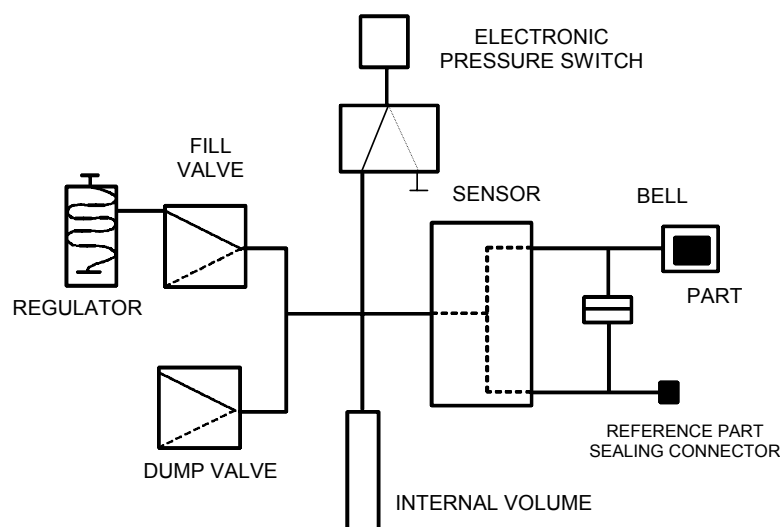 ELECTRONIC
PRESSURE SWITCH
FILL
VALVE
SENSOR
BELL
PART
REGULATOR
REFERENCE PART
SEALING CONNECTOR
DUMP VALVE
INTERNAL VOLUME